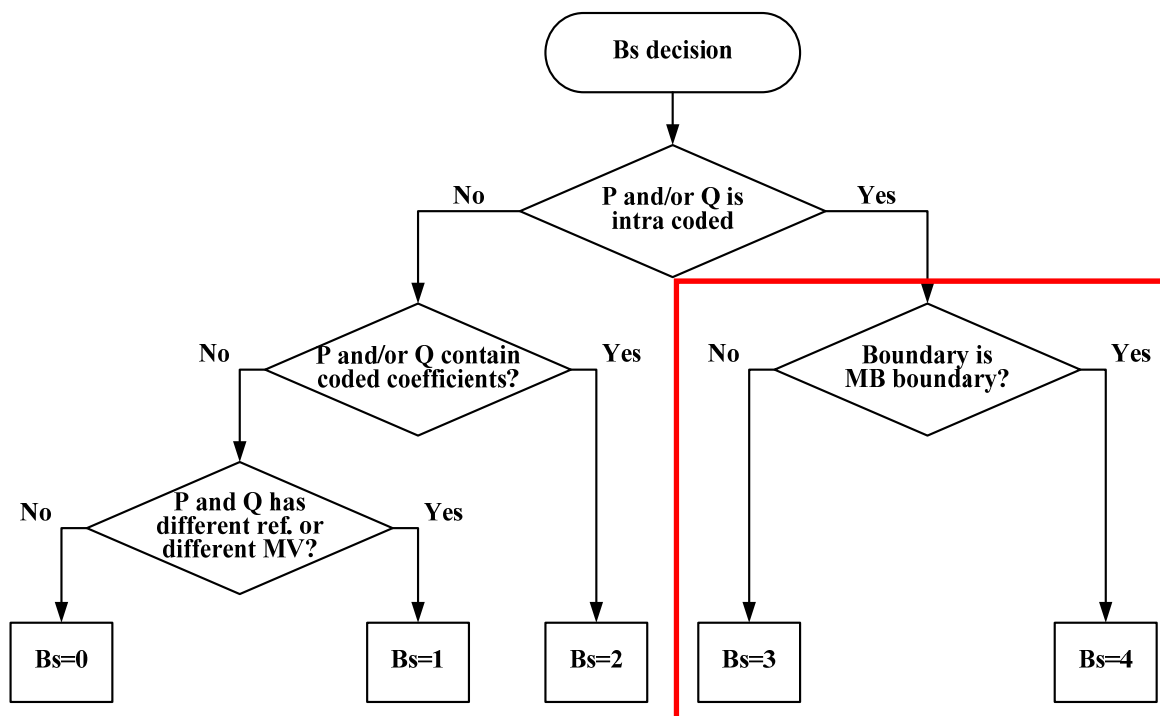 Bs decision
No
P and/or Q is
intra coded
Yes
No
P and/or Q contain
coded coefficients?
Yes
No
Boundary is
MB boundary?
Yes
No
P and Q has
different ref. or
different MV?
Yes
Bs=0
Bs=1
Bs=2
Bs=3
Bs=4